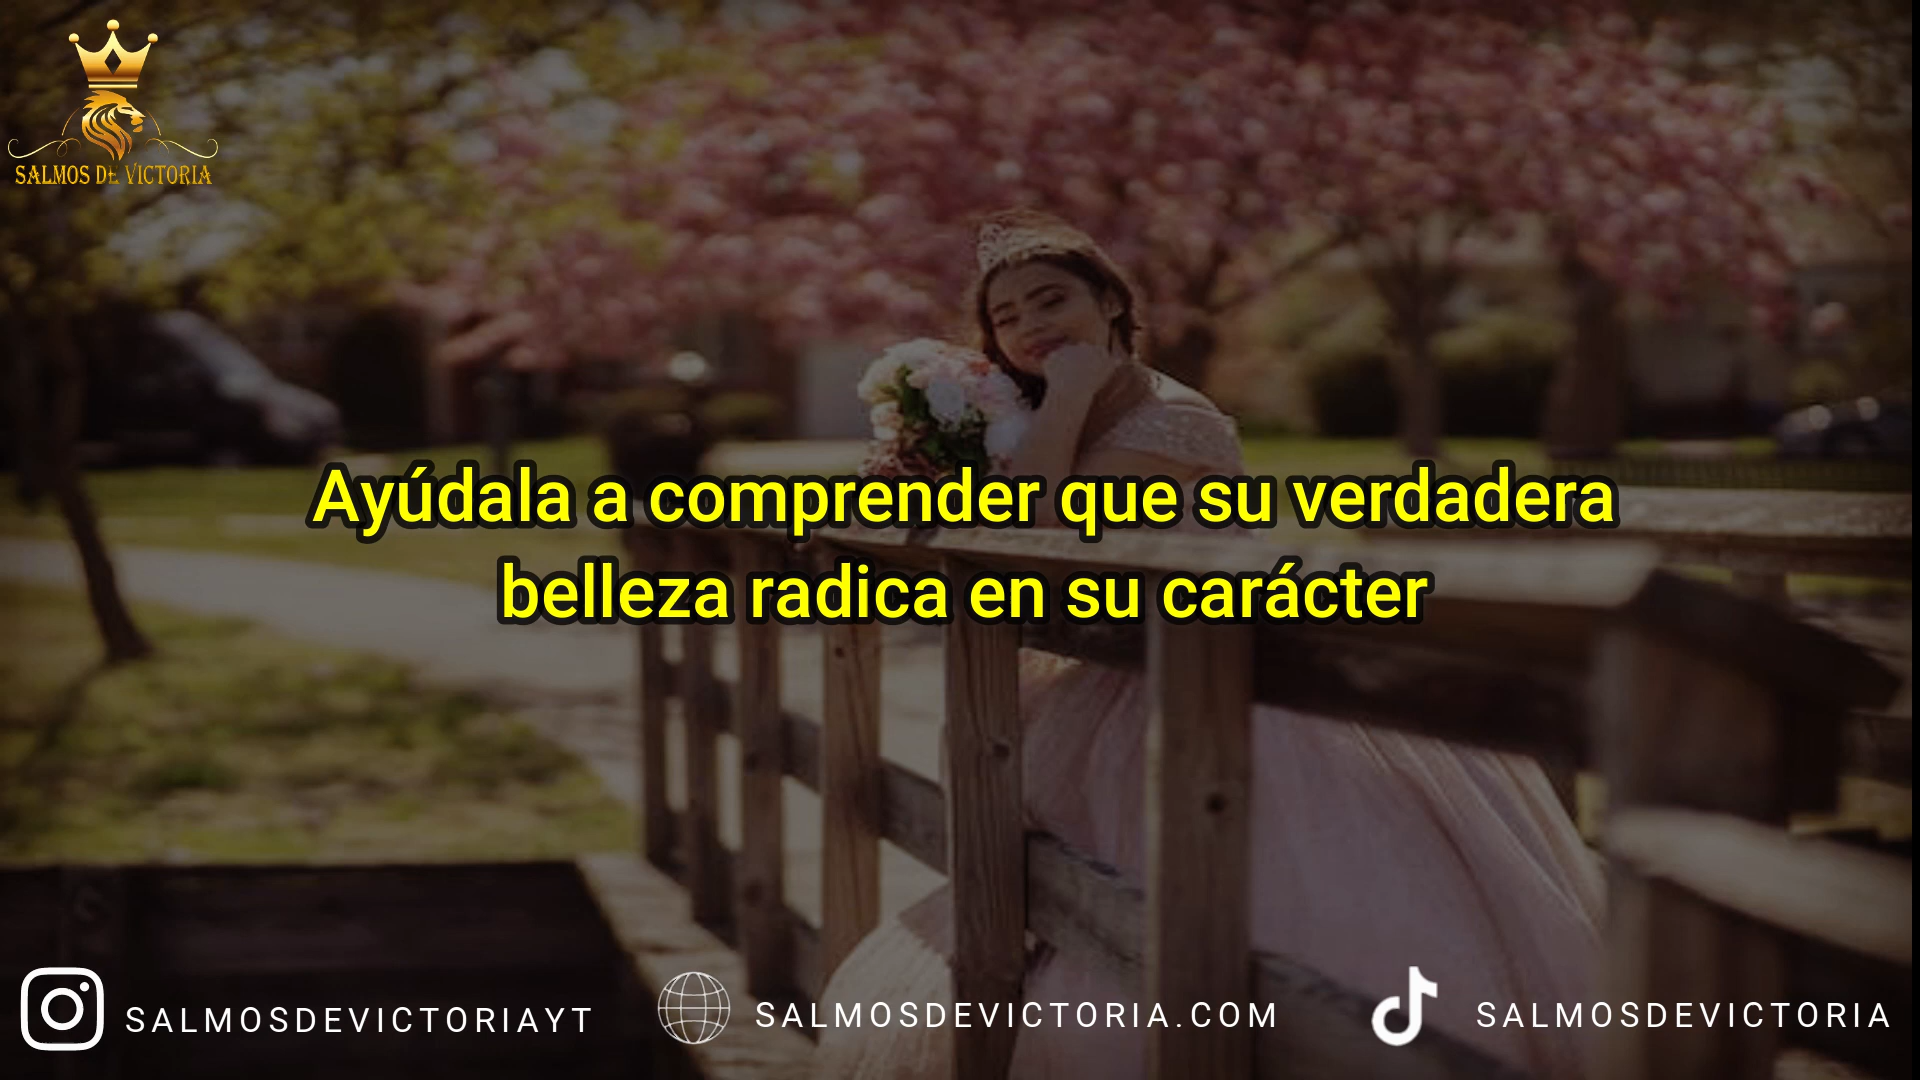 SALMOS DE VICTORIA
Ayúdala a comprender que su verdadera
belleza radica en su carácter
SALMOSDEVICTORIAYT
SALMOSDEVICTORIA.COM
SALMOSDEVICTORIA